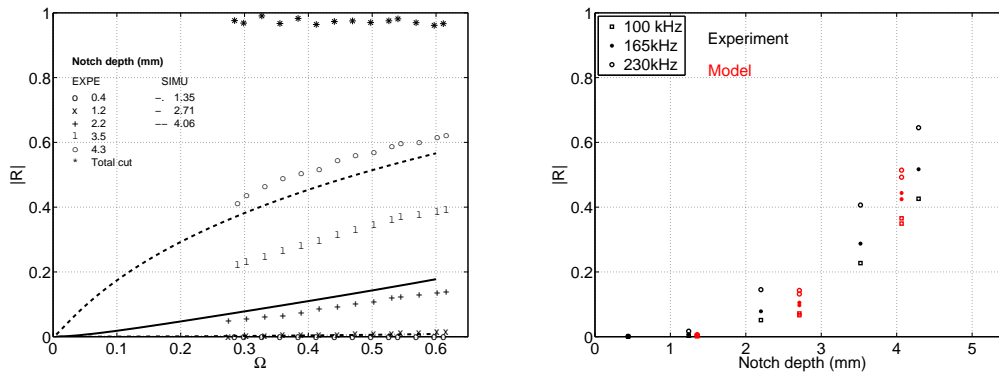 1
0.8
0.6
0.4
0.2
0
|R|
Notch depth (mm)
EXPE SIMU
o 0.4 -. 1.35
x 1.2 - 2.71
+ 2.2 -- 4.06
1 3.5
o 4.3
* Total cut
0 0.1 0.2 0.3 0.4 0.5 0.6
Ω
1
0.8
0.6
0.4
0.2
0
|R|
100 kHz
165kHz
230kHz
Experiment
Model
0 1 2 3 4 5
Notch depth (mm)